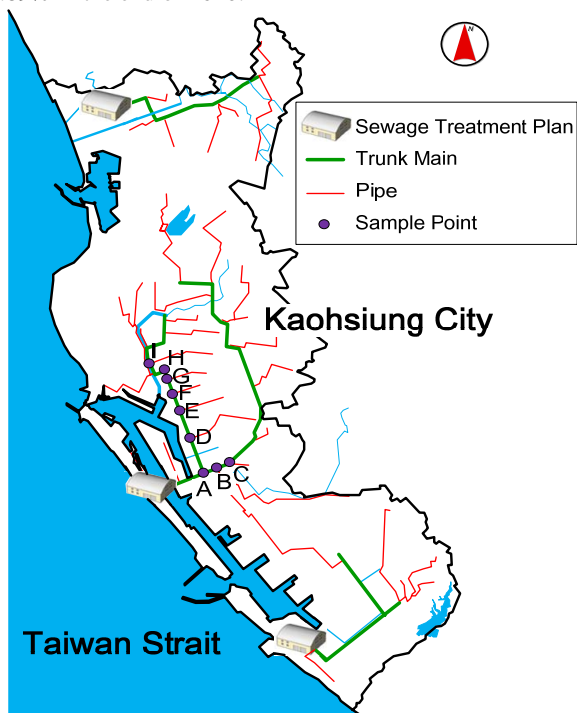 N
Sewage Treatment Plan
Trunk Main
Pipe
Sample Point
Kaohsiung City
I
H
G
F
E
D
C
B
A
Taiwan Strait